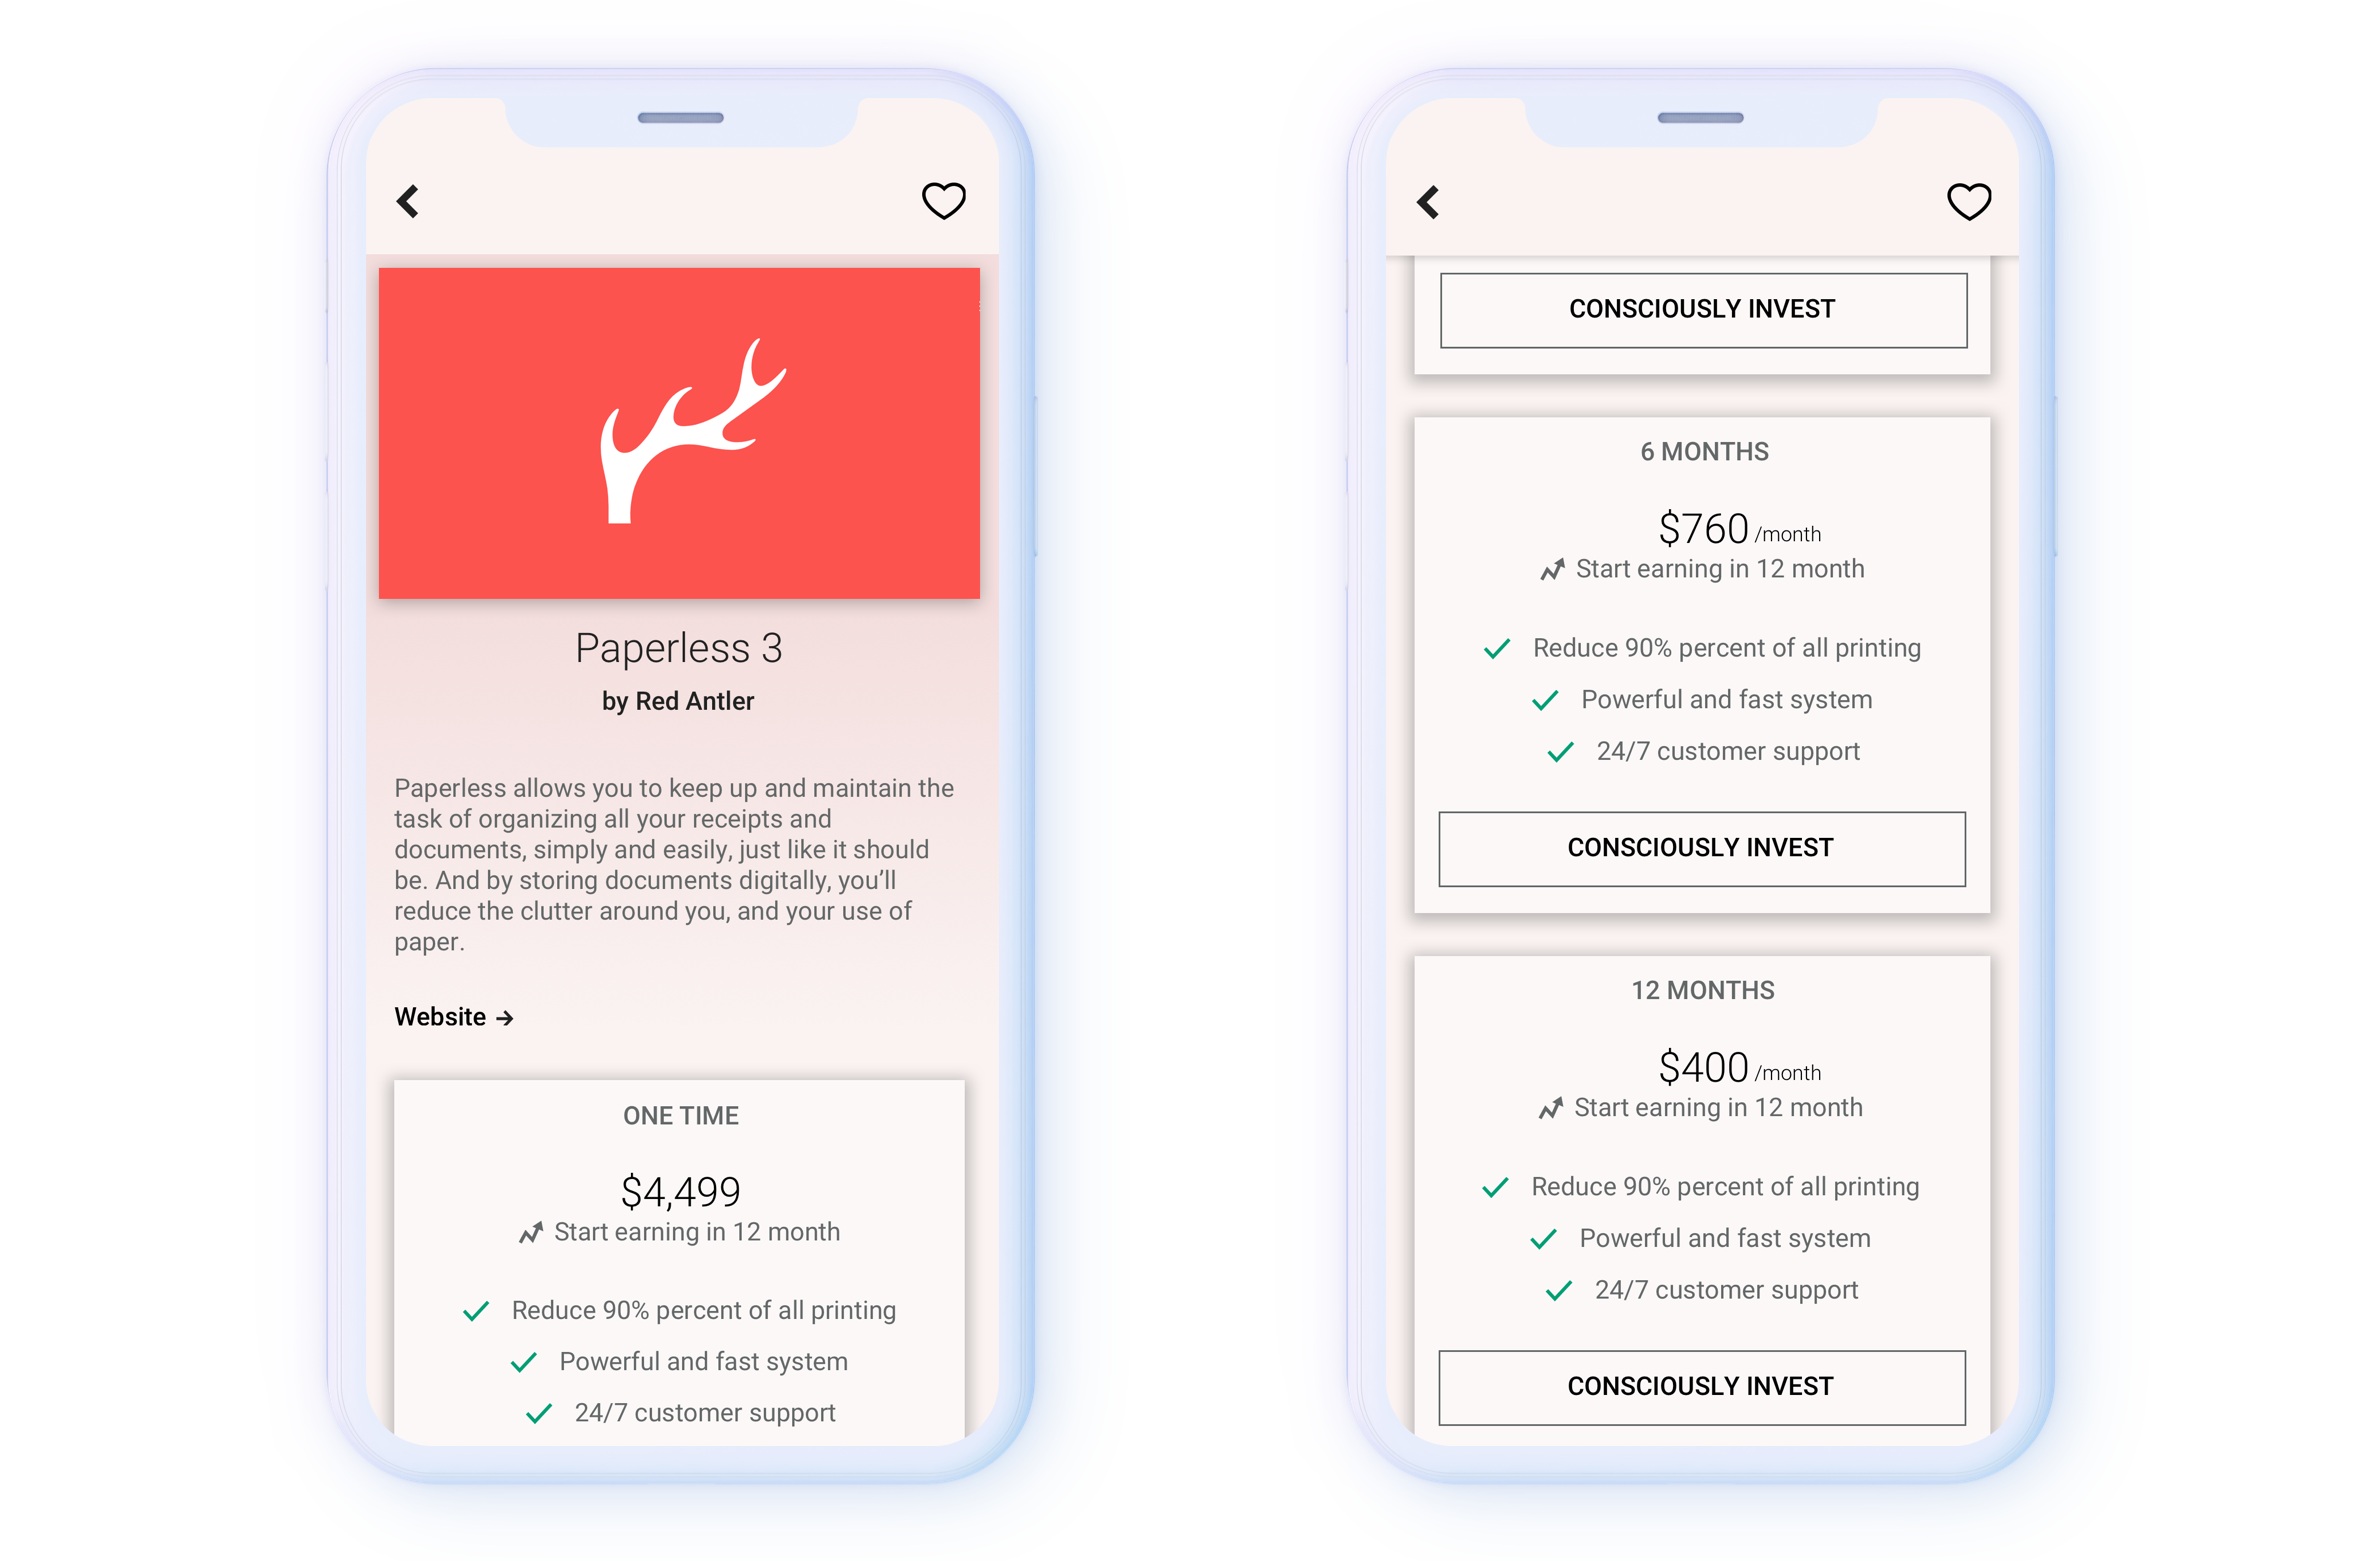 Paperless 3
by Red Antler
Paperless allows you to keep up and maintain the
task of organizing all your receipts and
documents, simply and easily, just like it should
be. And by storing documents digitally, you’ll
reduce the clutter around you, and your use of
paper.
Website →
ONE TIME
$4,499
Start earning in 12 month
Reduce 90% percent of all printing
Powerful and fast system
24/7 customer support
CONSCIOUSLY INVEST
6 MONTHS
$760 /month
Start earning in 12 month
Reduce 90% percent of all printing
Powerful and fast system
24/7 customer support
CONSCIOUSLY INVEST
12 MONTHS
$400 /month
Start earning in 12 month
Reduce 90% percent of all printing
Powerful and fast system
24/7 customer support
CONSCIOUSLY INVEST